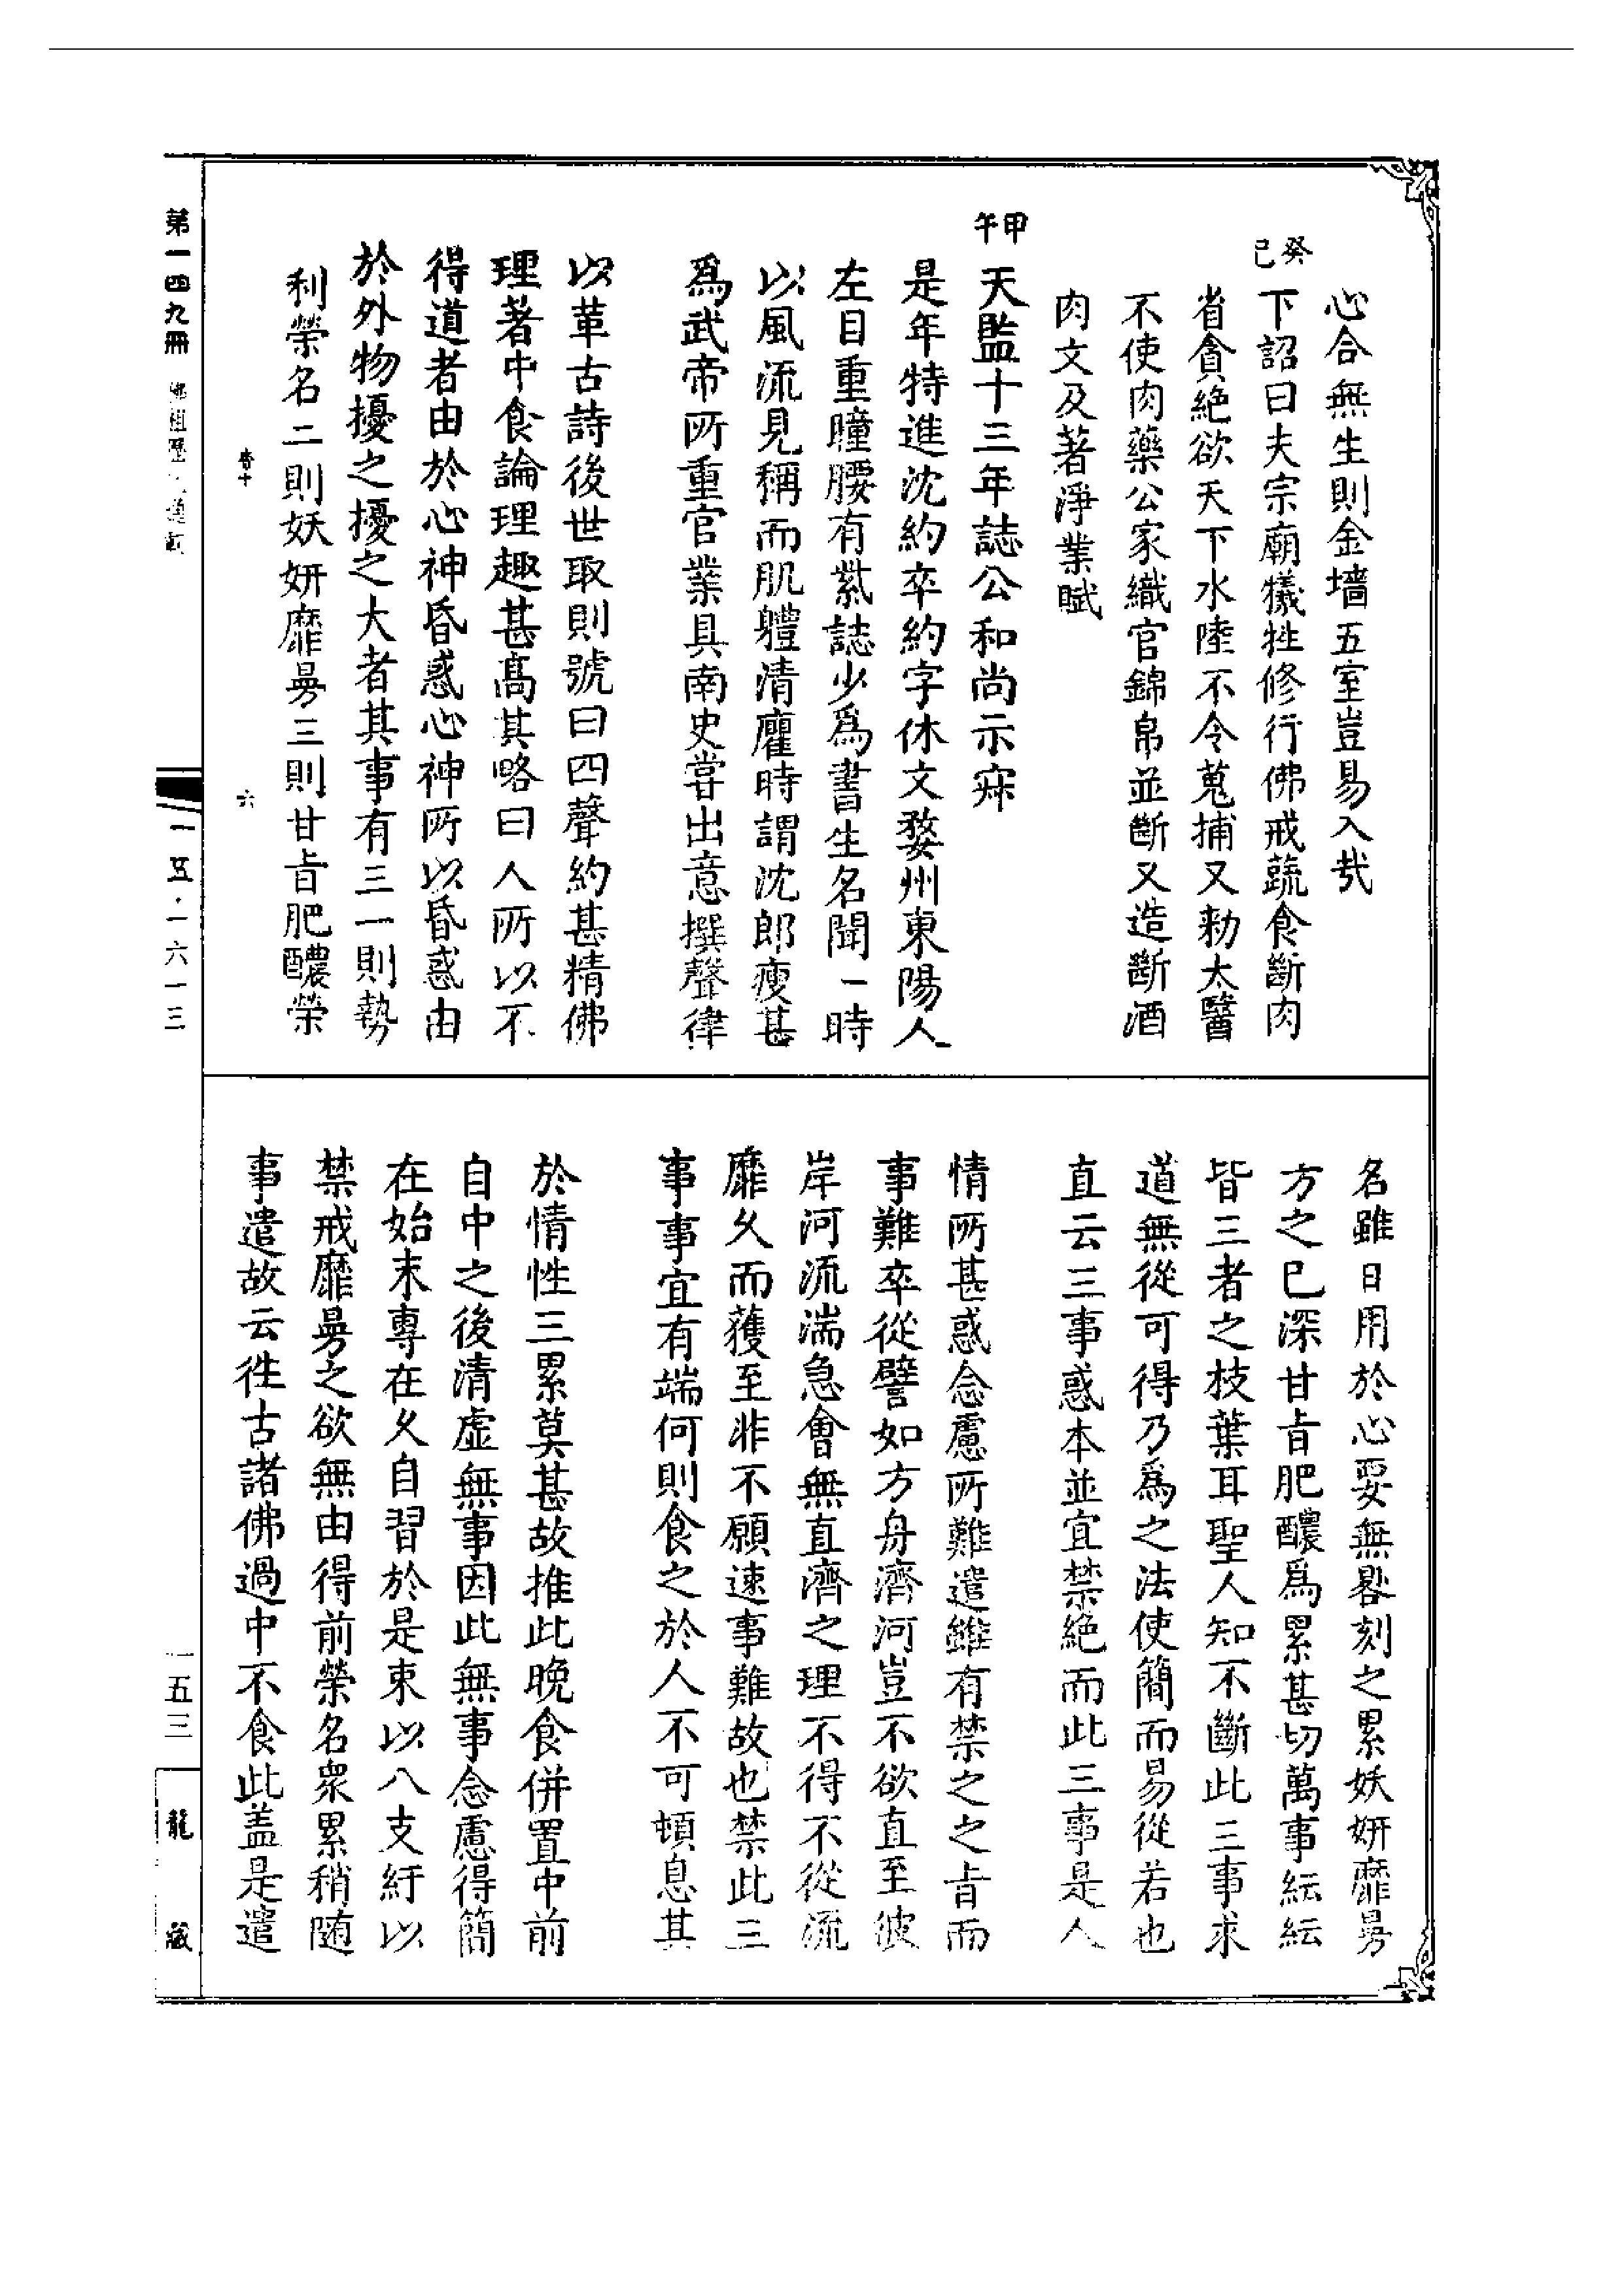 心合無生則金墙五室豈易入㢤
癸巳
下詔曰夫宗廟犧牲修行佛戒蔬食斷肉
省貪絶欲天下水陸不令蒐捕又勑太醫
不使肉藥公家織官錦帛並斷又造斷酒
肉文及著淨業賦
甲午
天監十三年誌公和尚示宲
是年特進沈約卒約字休文婺州東陽人
左目重瞳腰有紫誌少爲書生名聞一時
以風流見稱而肌體清癯時謂沈郎瘦甚
爲武帝所重官業具南史甞出意撰聲律
以革古詩後世取則號曰四聲約甚精佛
理著中食論理趣甚高其略曰人所以不
得道者由於心神昏惑心神所以昏惑由
於外物擾之擾之大者其事有三一則勢
利榮名二則妖妍靡曼三則甘旨肥醲榮
名雖日用於心要無晷刻之累妖妍靡曼
方之已深甘旨肥醲爲累甚切萬事紜紜
皆三者之枝葉耳聖人知不斷此三事求
道無從可得乃爲之法使簡而易從若也
直云三事惑本並宜禁絶而此三事是人
情所甚惑念慮所難遣雖有禁之之旨而
事難卒從譬如方舟濟河豈不欲直至彼
岸河流湍急會無直濟之理不得不從流
靡久而獲至非不願速事難故也禁此三
事事宜有端何則食之於人不可頓息其
於情性三累莫甚故推此晚食併置中前
自中之後清虛無事因此無事念慮得簡
在始末專在久自習於是束以八支紆以
禁戒靡曼之欲無由得前榮名衆累稍随
事遣故云徃古諸佛過中不食此盖是遣
第一四九冊
佛祖歷
通載
卷十
六
一五·一六一三
一五三
龍藏